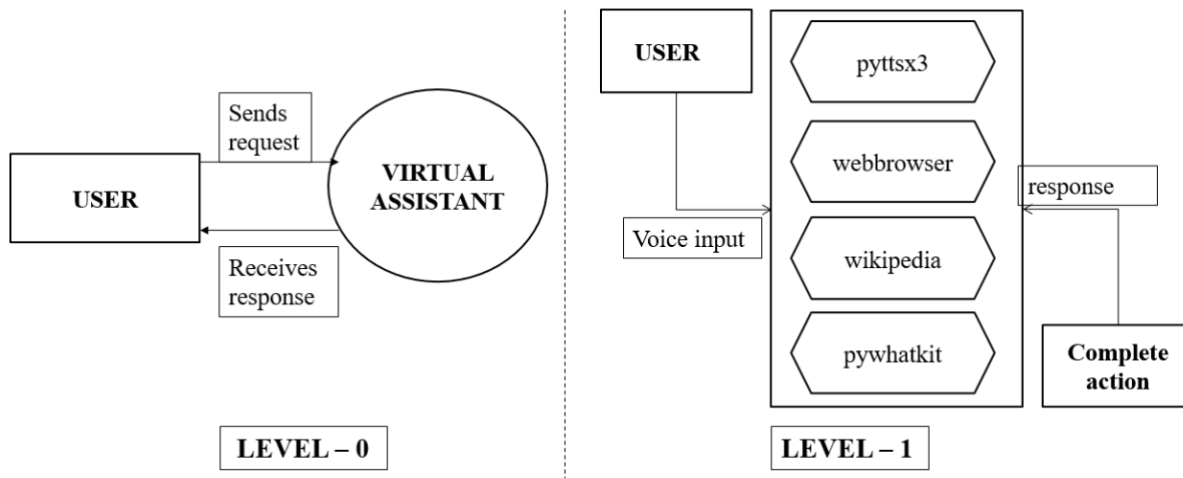 Sends
request
USER
VIRTUAL
ASSISTANT
Receives
response
LEVEL – 0
USER
pyttsx3
webbrowser
response
Voice input
wikipedia
pywhatkit
Complete
action
LEVEL – 1